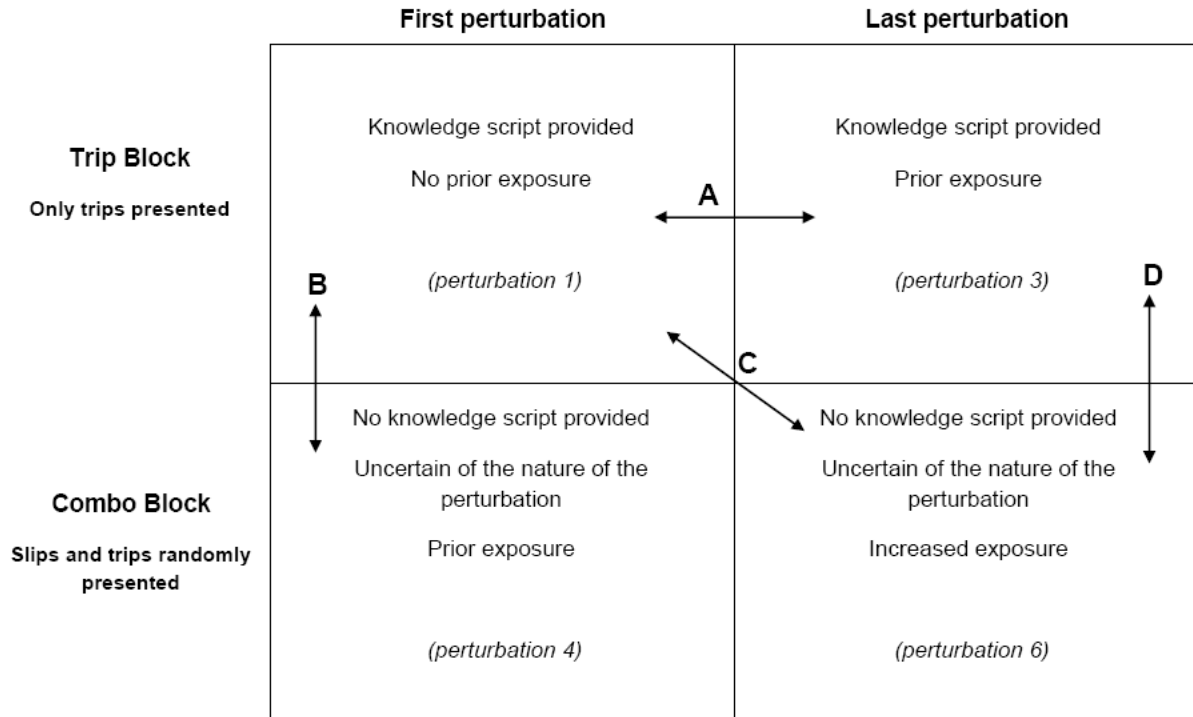 First perturbation
Last perturbation
Trip Block
Only trips presented
Knowledge script provided
No prior exposure
(perturbation 1)
Knowledge script provided
Prior exposure
(perturbation 3)
A
B
C
D
Combo Block
Slips and trips randomly
presented
No knowledge script provided
Uncertain of the nature of the
perturbation
Prior exposure
(perturbation 4)
No knowledge script provided
Uncertain of the nature of the
perturbation
Increased exposure
(perturbation 6)